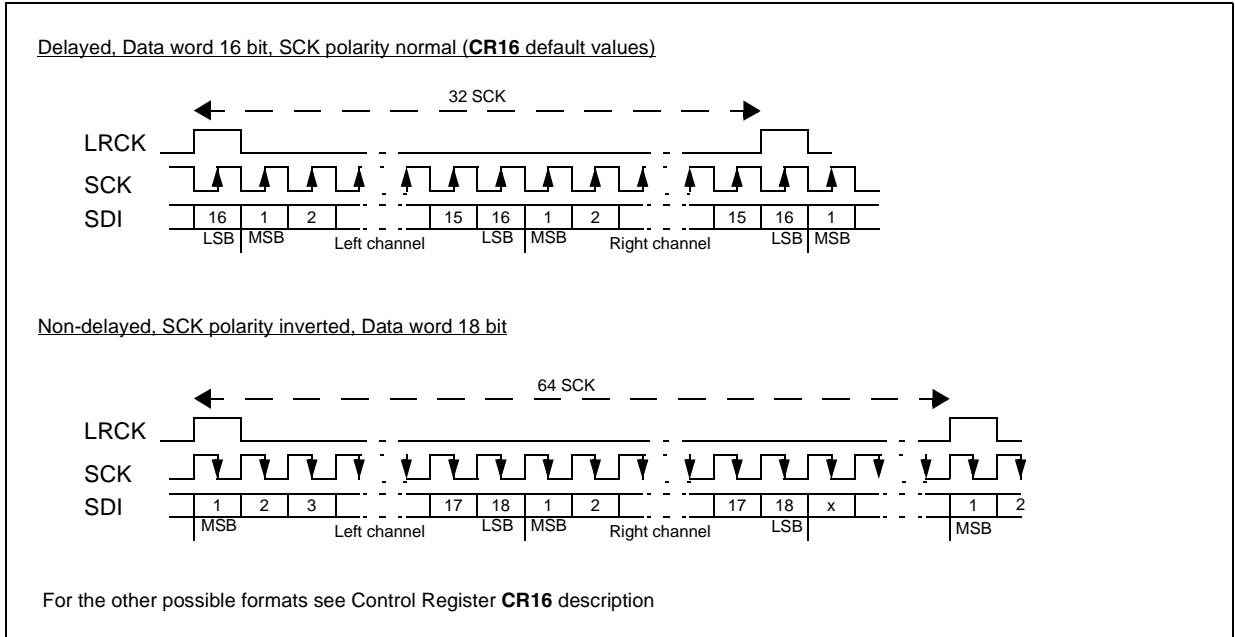 Delayed, Data word 16 bit, SCK polarity normal (CR16 default values)
32 SCK
LRCK
SCK
SDI 16 1 2 15 16 1 2 15 16 1
LSB MSB Left channel LSB MSB Right channel LSB MSB
Non-delayed, SCK polarity inverted, Data word 18 bit
64 SCK
LRCK
SCK
SDI 1 2 3 17 18 1 2 17 18 x 1 2
MSB Left channel LSB MSB Right channel LSB MSB
For the other possible formats see Control Register CR16 description